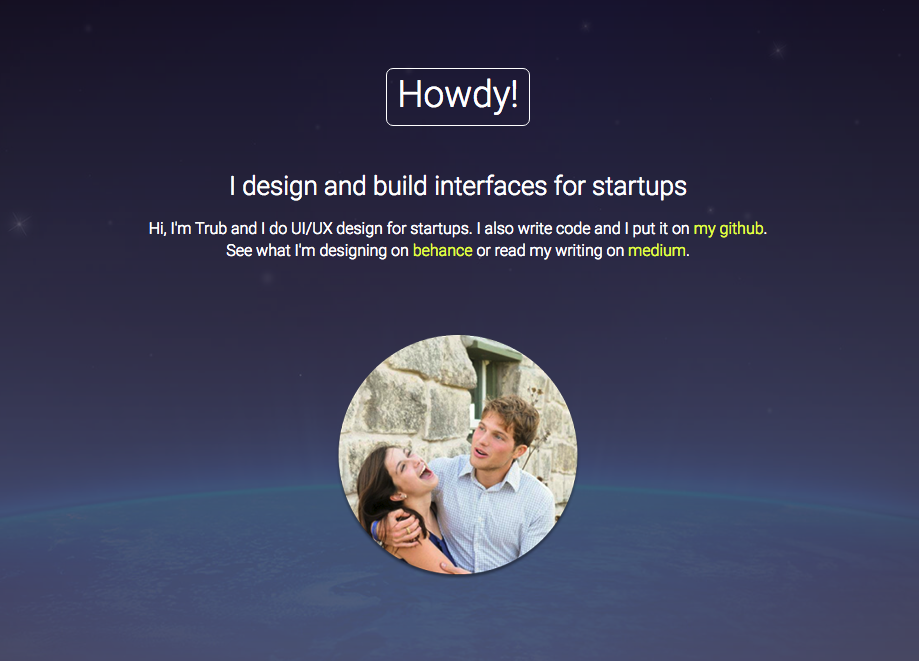 Howdy!
I design and build interfaces for startups
Hi, I'm Trub and I do UI/UX design for startups. I also write code and I put it on my github.
See what I'm designing on behance or read my writing on medium.